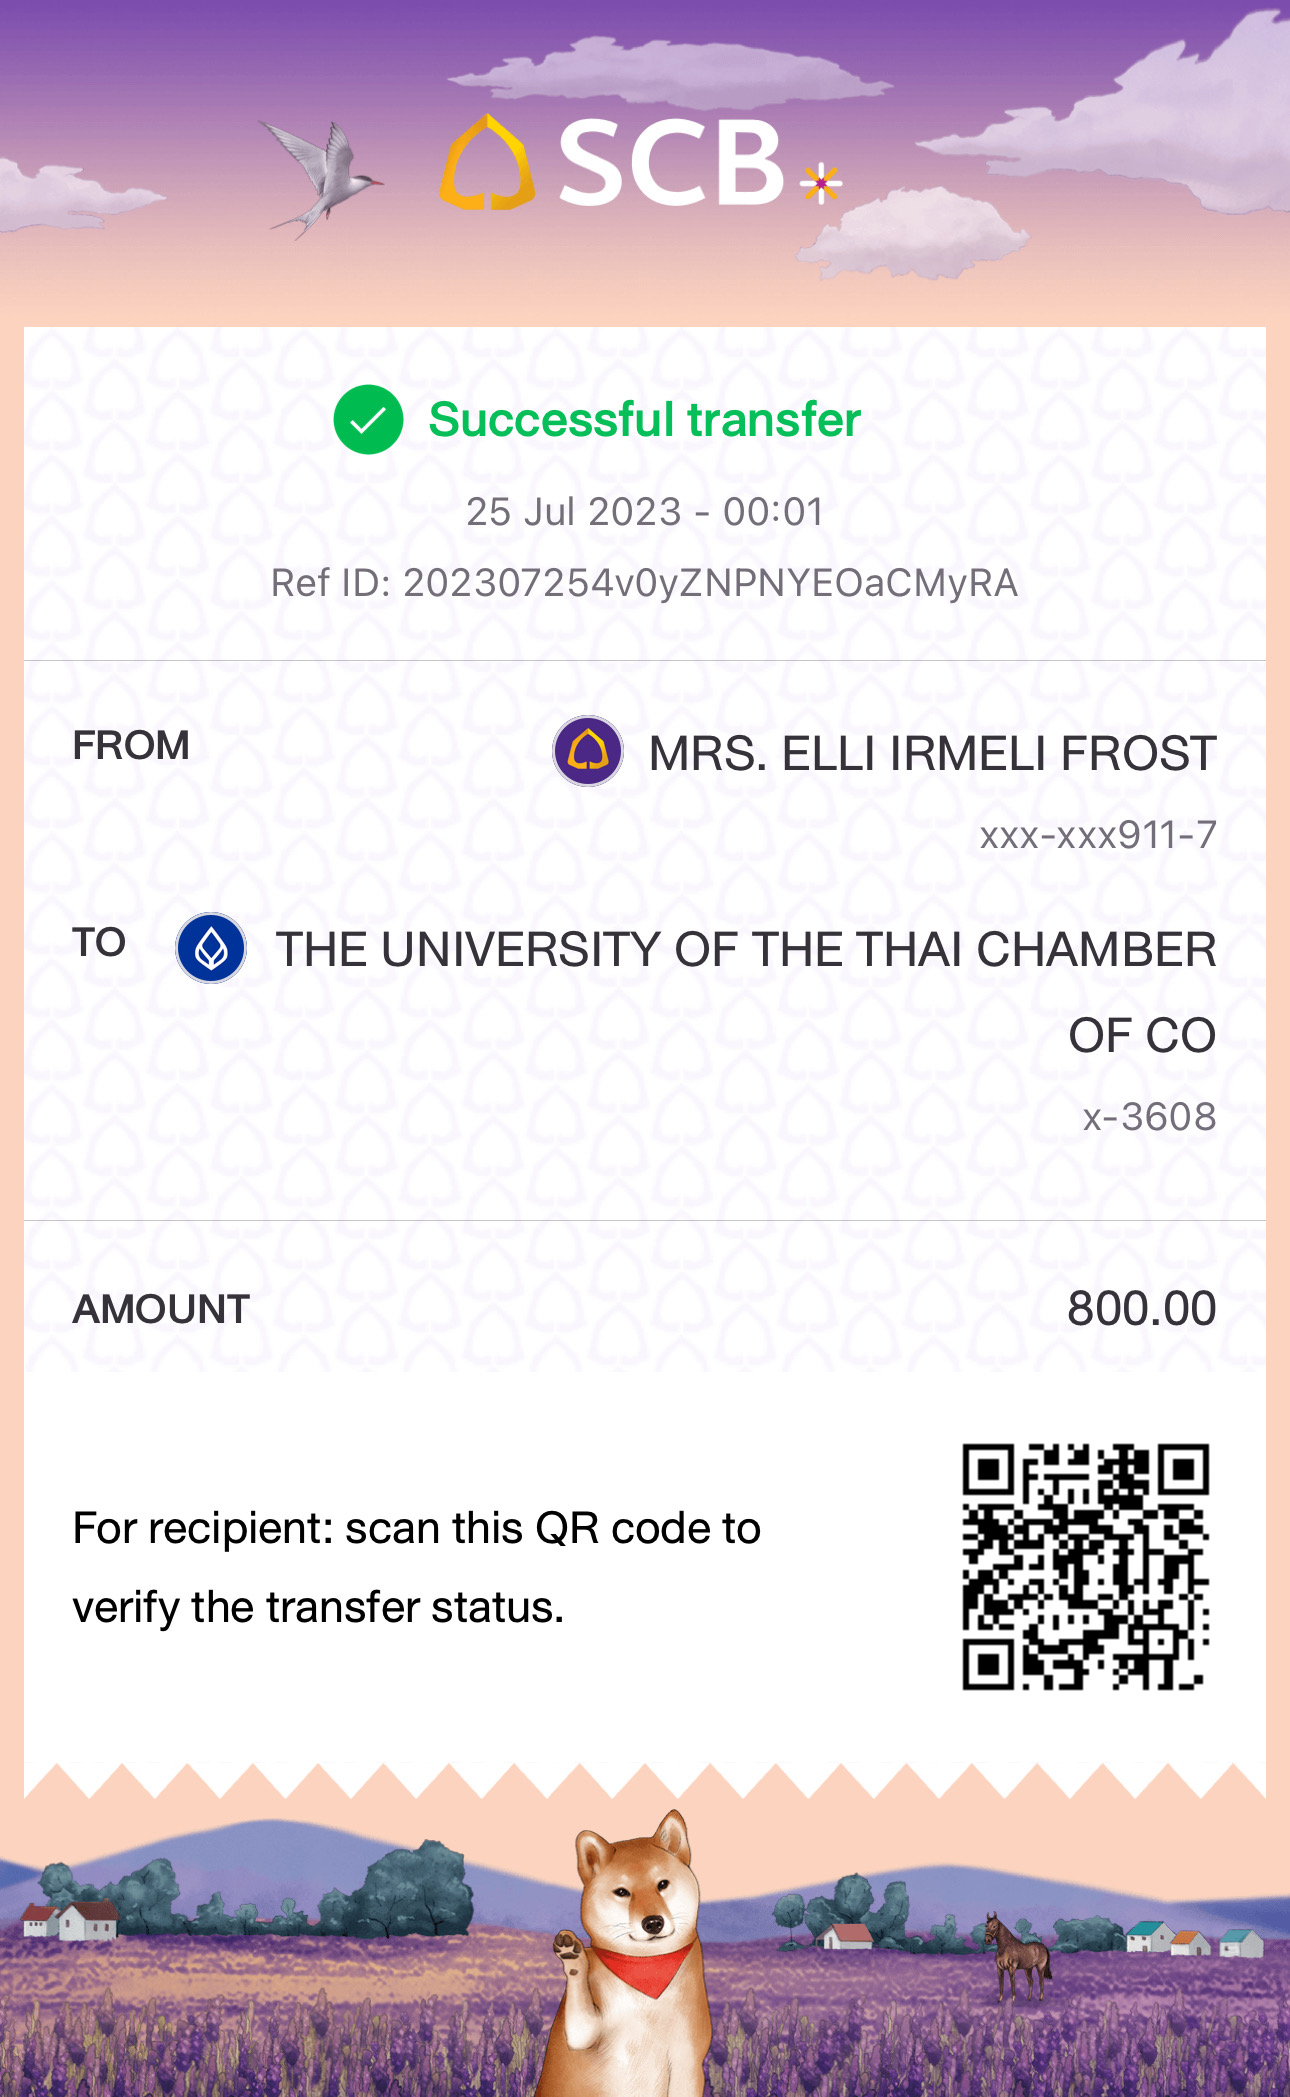 SCB
Successful transfer
25 Jul 2023 - 00:01
Ref ID: 202307254v0yZNPNYEOaCMyRA
FROM
MRS. ELLI IRMELI FROST
xxx-xxx911-7
TO
THE UNIVERSITY OF THE THAI CHAMBER
OF CO
x-3608
AMOUNT
800.00
For recipient: scan this QR code to
verify the transfer status.